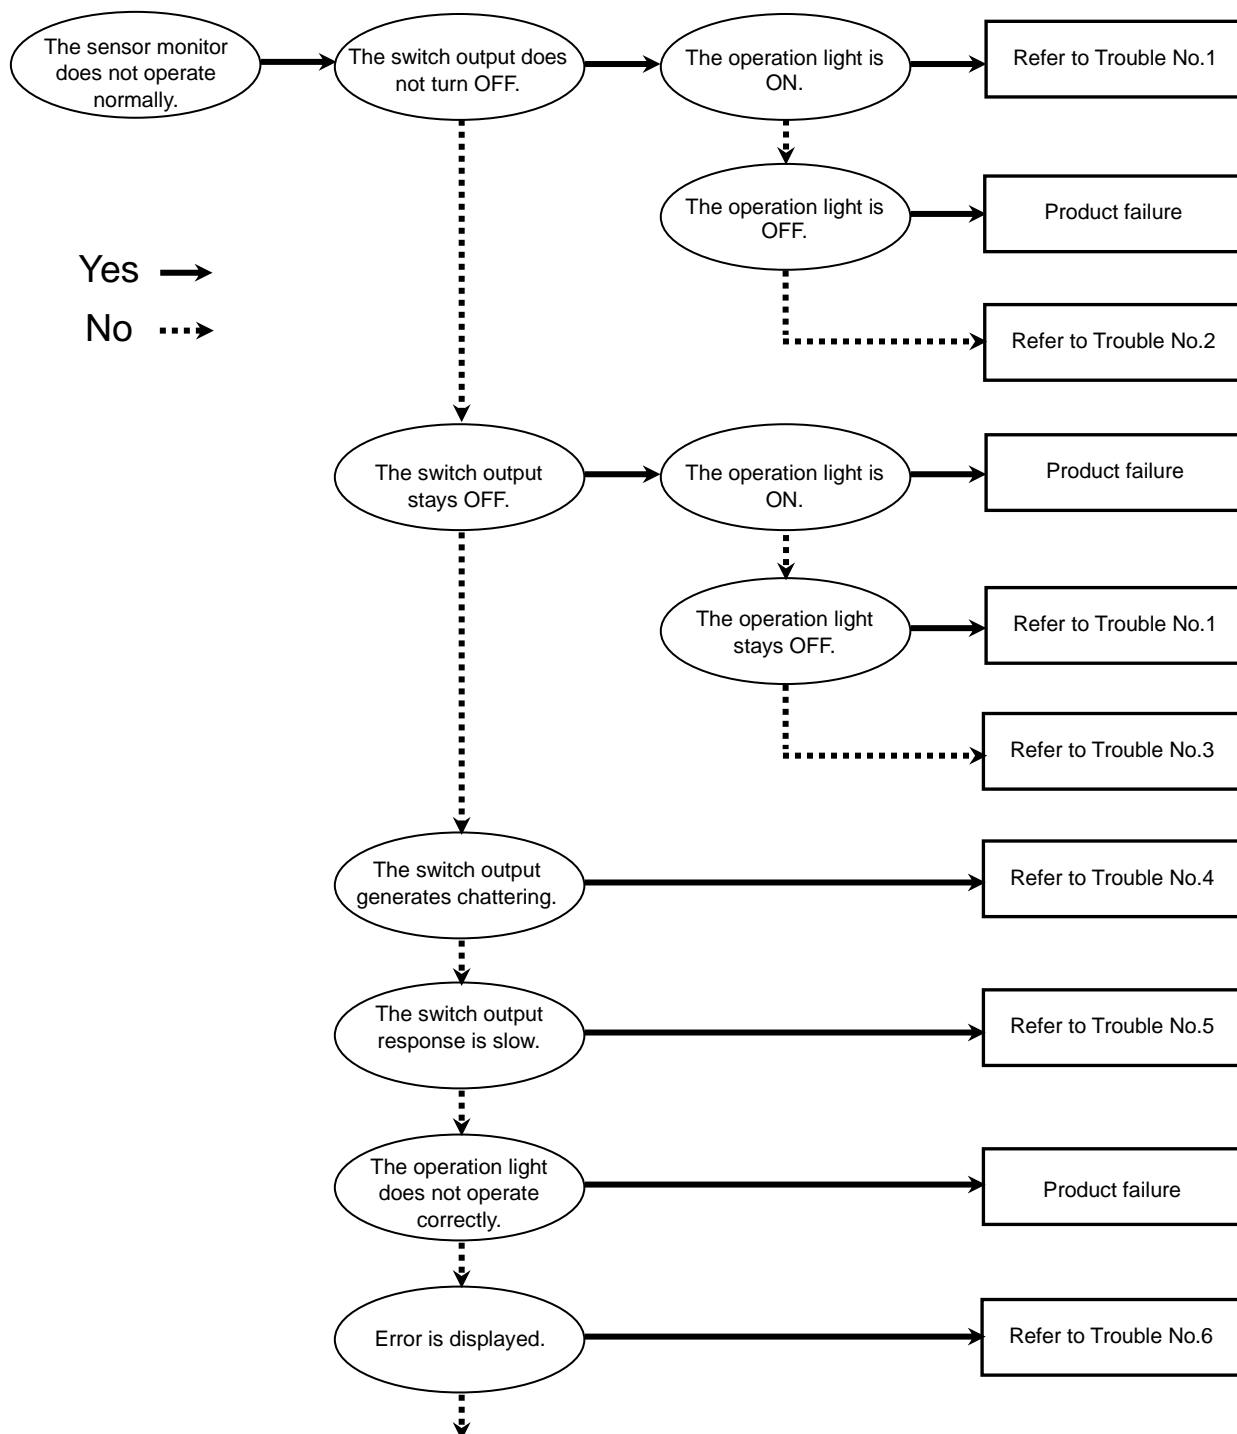 The sensor monitor
does not operate
normally.
The switch output does
not turn OFF.
The operation light is
ON.
Refer to Trouble No.1
The operation light is
OFF.
Product failure
Yes
No
Refer to Trouble No.2
The switch output
stays OFF.
The operation light is
ON.
Product failure
The operation light
stays OFF.
Refer to Trouble No.1
Refer to Trouble No.3
The switch output
generates chattering.
Refer to Trouble No.4
The switch output
response is slow.
Refer to Trouble No.5
The operation light
does not operate
correctly.
Product failure
Error is displayed.
Refer to Trouble No.6